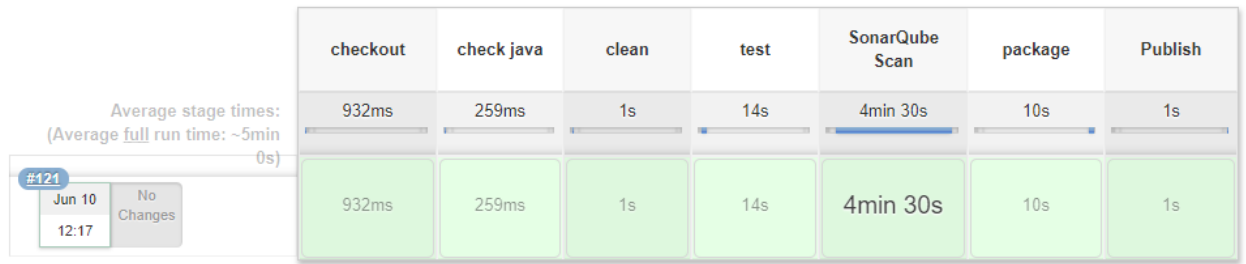 checkout check java clean test SonarQube Scan package Publish
Average stage times:
932ms 259ms 1s 14s 4min 30s 10s 1s
(Average full run time: ~5min
0s)
#121
Jun 10 No Changes
12:17
932ms 259ms 1s 14s 4min 30s 10s 1s